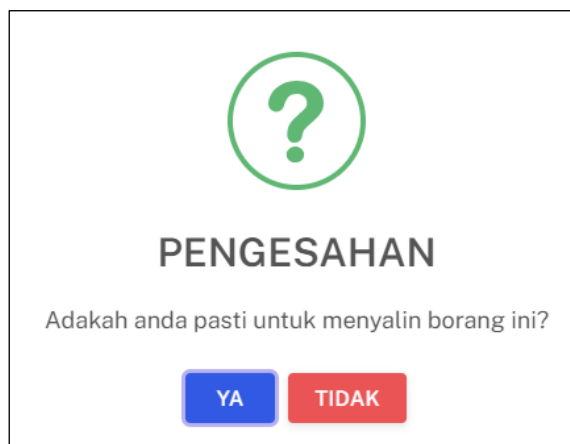 ?
PENGESAHAN
Adakah anda pasti untuk menyalin borang ini?
YA TIDAK